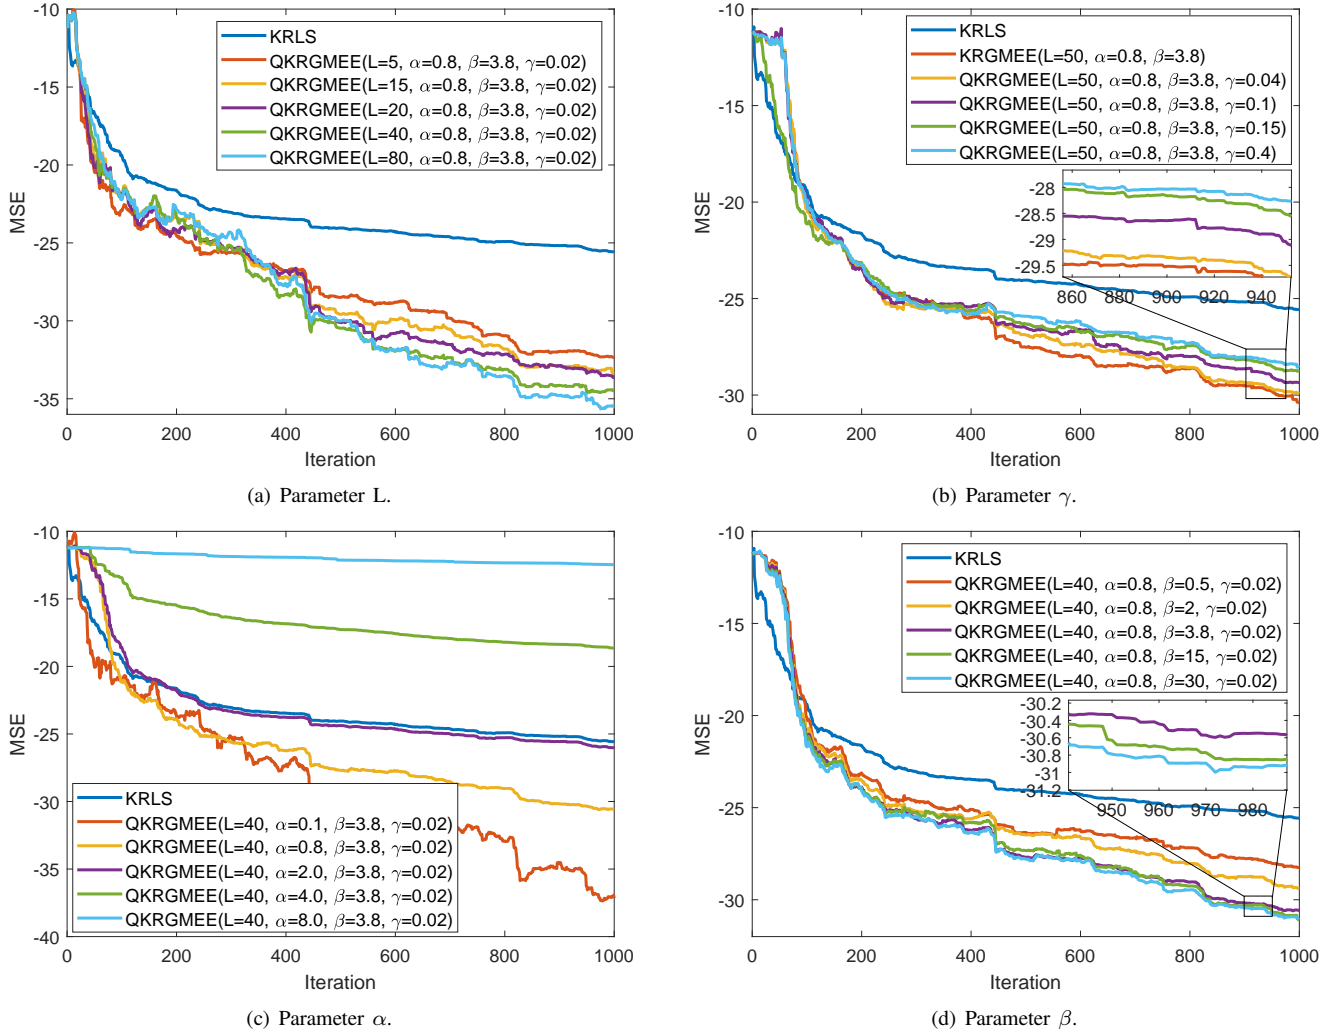 -10
-15
-20
-25
-30
-35
MSE
KRLS
QKRGMEE(L=5, α=0.8, β=3.8, γ=0.02)
QKRGMEE(L=15, α=0.8, β=3.8, γ=0.02)
QKRGMEE(L=20, α=0.8, β=3.8, γ=0.02)
QKRGMEE(L=40, α=0.8, β=3.8, γ=0.02)
QKRGMEE(L=80, α=0.8, β=3.8, γ=0.02)
0 200 400 600 800 1000
Iteration
(a) Parameter L.
-15
-20
-25
-30
MSE
KRLS
KRGMEE(L=50, α=0.8, β=3.8)
QKRGMEE(L=50, α=0.8, β=3.8, γ=0.04)
QKRGMEE(L=50, α=0.8, β=3.8, γ=0.1)
QKRGMEE(L=50, α=0.8, β=3.8, γ=0.15)
QKRGMEE(L=50, α=0.8, β=3.8, γ=0.4)
-28
-28.5
-29
-29.5
860 880 900 920 940
0 200 400 600 800 1000
Iteration
(b) Parameter γ.
-10
-15
-20
-25
-30
-35
-40
MSE
KRLS
QKRGMEE(L=40, α=0.1, β=3.8, γ=0.02)
QKRGMEE(L=40, α=0.8, β=3.8, γ=0.02)
QKRGMEE(L=40, α=2.0, β=3.8, γ=0.02)
QKRGMEE(L=40, α=4.0, β=3.8, γ=0.02)
QKRGMEE(L=40, α=8.0, β=3.8, γ=0.02)
0 200 400 600 800 1000
Iteration
(c) Parameter α.
-10
-15
-20
-25
-30
MSE
KRLS
QKRGMEE(L=40, α=0.8, β=0.5, γ=0.02)
QKRGMEE(L=40, α=0.8, β=2, γ=0.02)
QKRGMEE(L=40, α=0.8, β=3.8, γ=0.02)
QKRGMEE(L=40, α=0.8, β=15, γ=0.02)
QKRGMEE(L=40, α=0.8, β=30, γ=0.02)
-30.2
-30.4
-30.6
-30.8
-31
-31.2
950 960 970 980
0 200 400 600 800 1000
Iteration
(d) Parameter β.